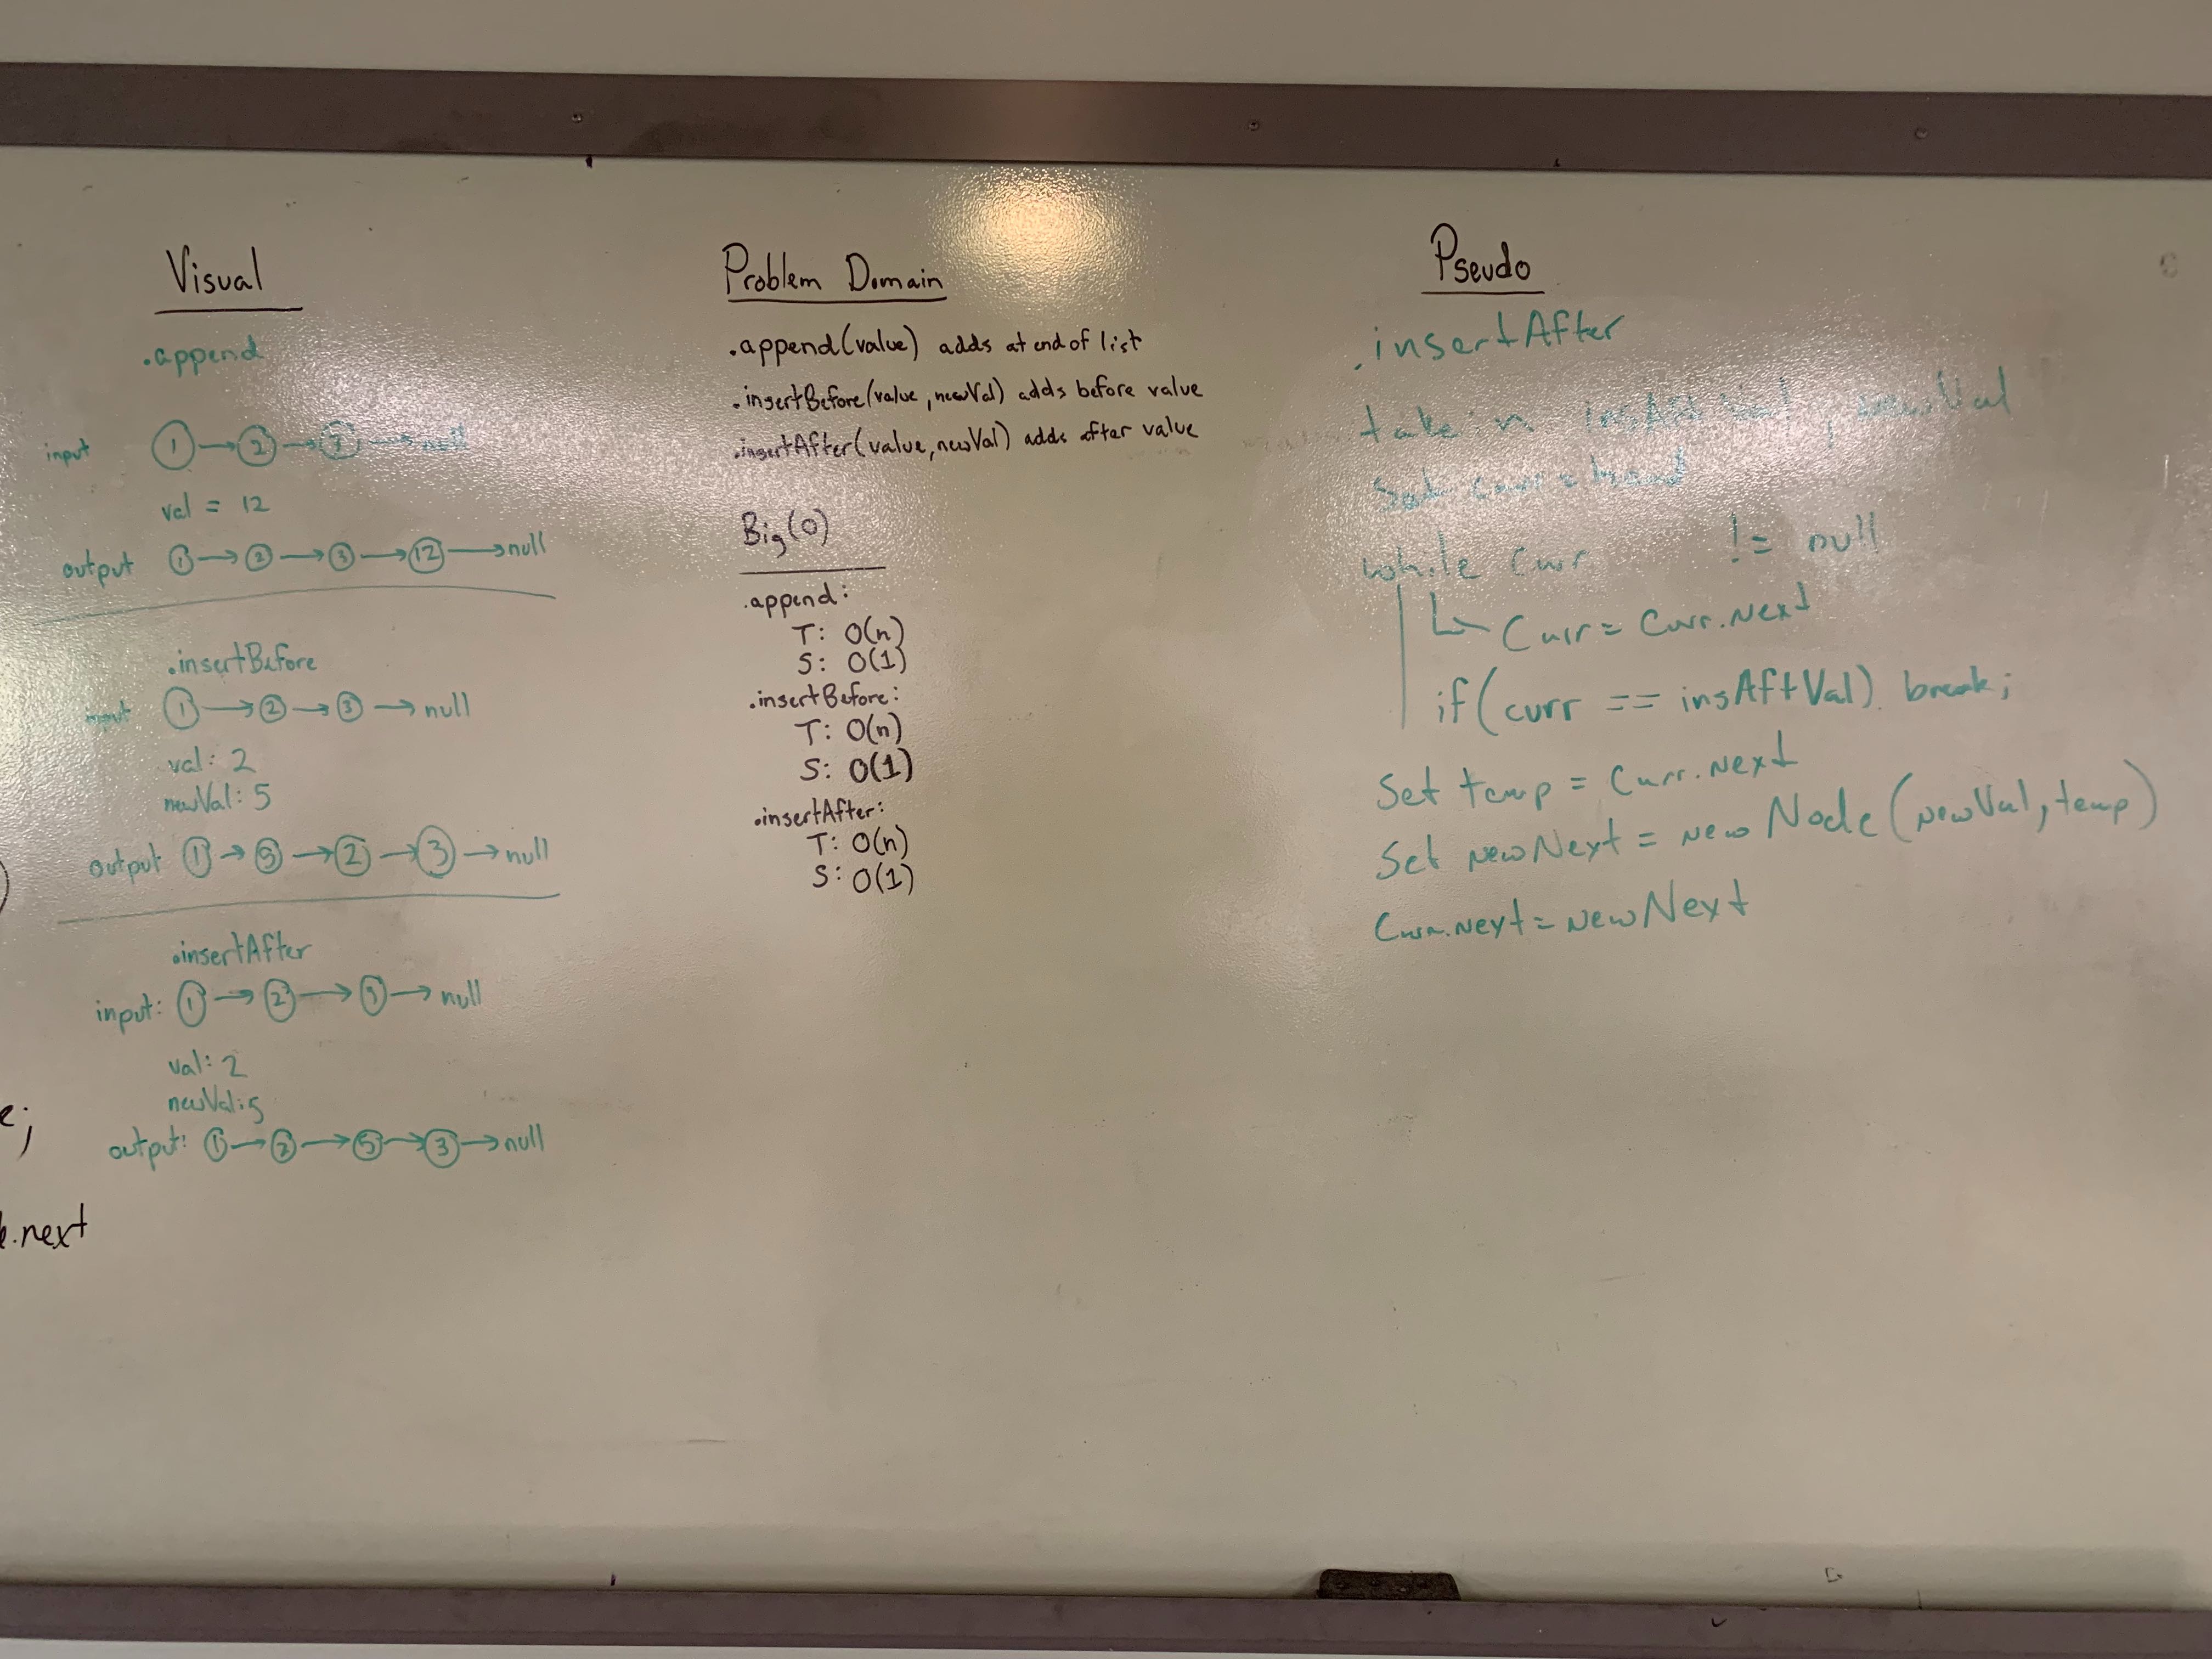 Visual
.append
input 1 → 2 → 3 → null
val = 12
output 1 → 2 → 3 → 12 → null
.insertBefore
input 1 → 2 → 3 → null
val: 2
newVal: 5
output 1 → 5 → 2 → 3 → null
.insertAfter
input: 1 → 2 → 3 → null
val: 2
newVal: 5
output: 1 → 2 → 5 → 3 → null
e;
.next
Problem Domain
.append(value) adds at end of list
.insertBefore(value, newVal) adds before value
.insertAfter(value, newVal) adds after value
Big(O)
.append:
T: O(n)
S: O(1)
.insertBefore:
T: O(n)
S: O(1)
.insertAfter:
T: O(n)
S: O(1)
Pseudo
.insertAfter
take in insAftVal, newVal
Set curr = head
while Curr != null
↳ Curr = Curr.Next
if(curr == insAftVal) break;
Set temp = Curr.Next
Set newNext = new Node(newVal, temp)
Curr.Next = newNext